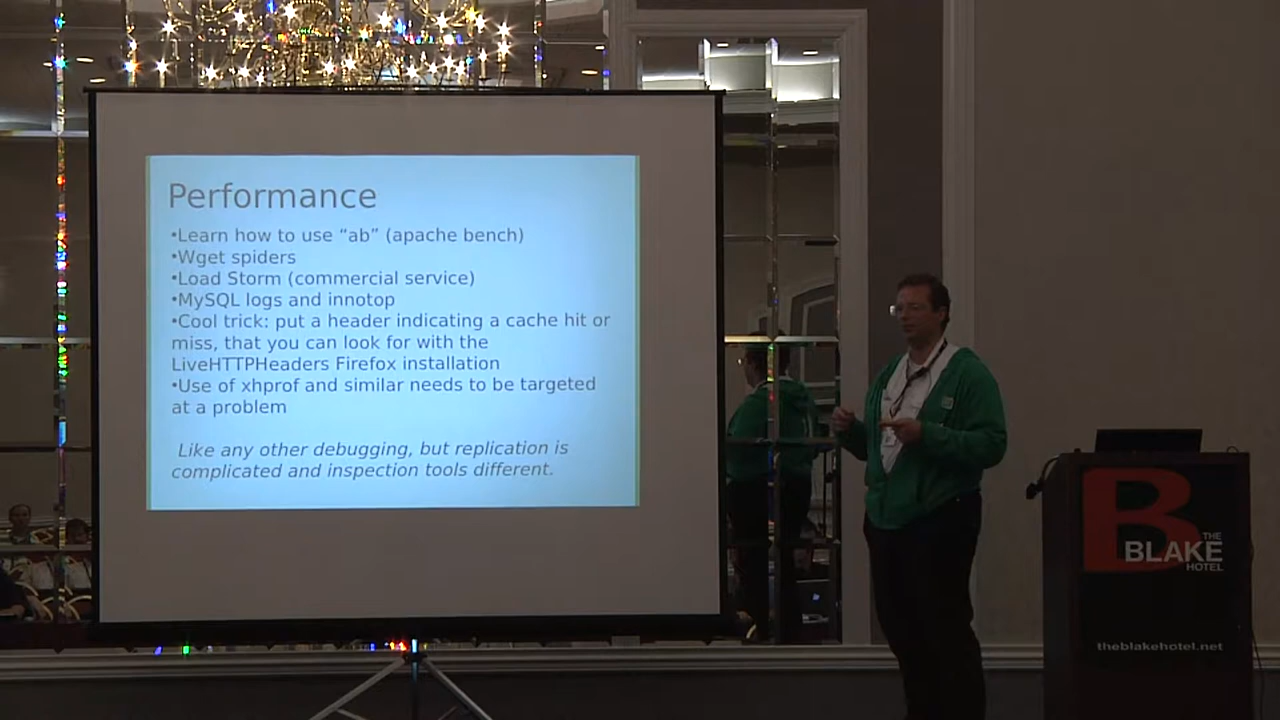 Performance
•Learn how to use “ab” (apache bench)
•Wget spiders
•Load Storm (commercial service)
•MySQL logs and innotop
•Cool trick: put a header indicating a cache hit or
miss, that you can look for with the
LiveHTTPHeaders Firefox installation
•Use of xhprof and similar needs to be targeted
at a problem
Like any other debugging, but replication is
complicated and inspection tools different.
B
THE
BLAKE
HOTEL
theblakehotel.net